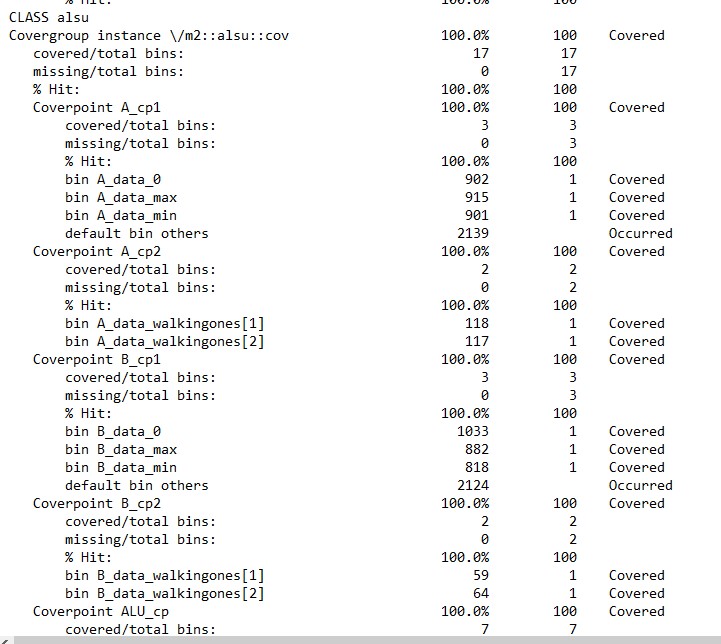 % Hit: 100.0% 100
CLASS alsu
Covergroup instance \/m2::alsu::cov 100.0% 100 Covered
covered/total bins: 17 17
missing/total bins: 0 17
% Hit: 100.0% 100
Coverpoint A_cp1 100.0% 100 Covered
covered/total bins: 3 3
missing/total bins: 0 3
% Hit: 100.0% 100
bin A_data_0 902 1 Covered
bin A_data_max 915 1 Covered
bin A_data_min 901 1 Covered
default bin others 2139 Occurred
Coverpoint A_cp2 100.0% 100 Covered
covered/total bins: 2 2
missing/total bins: 0 2
% Hit: 100.0% 100
bin A_data_walkingones[1] 118 1 Covered
bin A_data_walkingones[2] 117 1 Covered
Coverpoint B_cp1 100.0% 100 Covered
covered/total bins: 3 3
missing/total bins: 0 3
% Hit: 100.0% 100
bin B_data_0 1033 1 Covered
bin B_data_max 882 1 Covered
bin B_data_min 818 1 Covered
default bin others 2124 Occurred
Coverpoint B_cp2 100.0% 100 Covered
covered/total bins: 2 2
missing/total bins: 0 2
% Hit: 100.0% 100
bin B_data_walkingones[1] 59 1 Covered
bin B_data_walkingones[2] 64 1 Covered
Coverpoint ALU_cp 100.0% 100 Covered
covered/total bins: 7 7